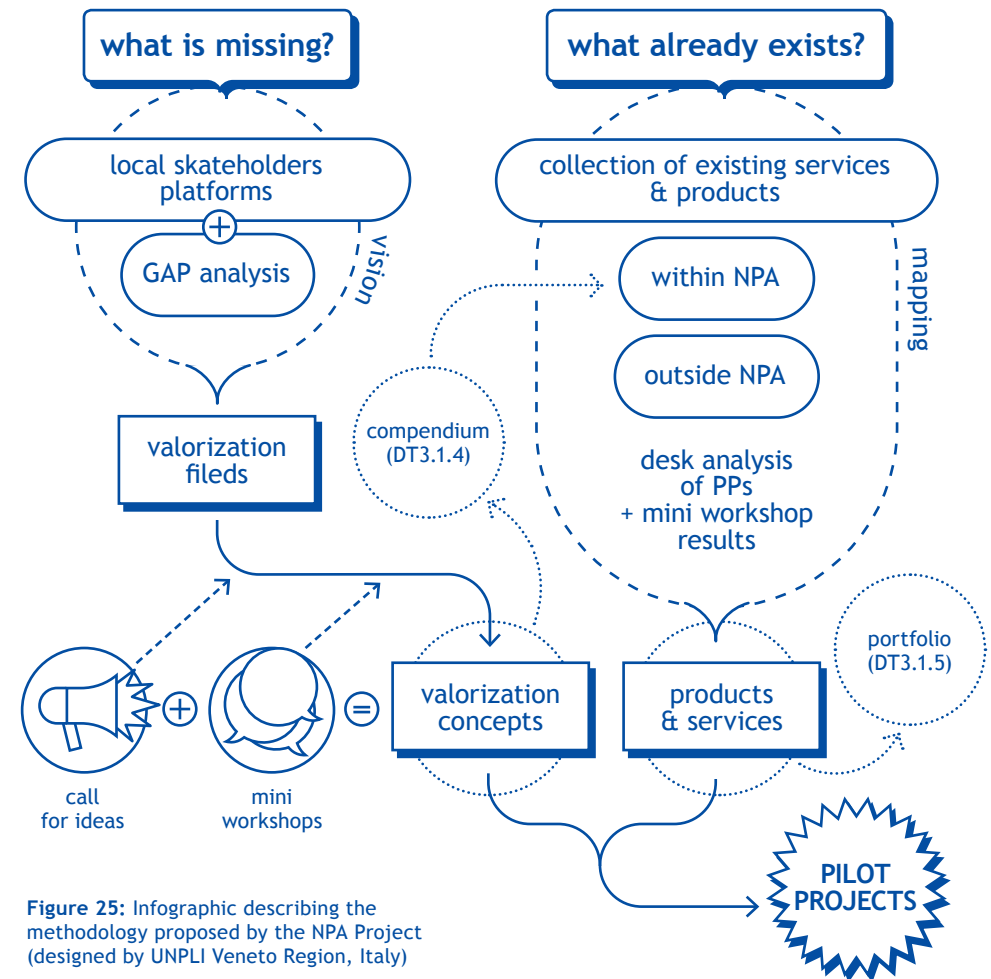 what is missing?
local skateholders
platforms
+
GAP analysis
vision
valorization
fileds
what already exists?
collection of existing services
& products
within NPA
outside NPA
mapping
desk analysis
of PPs
+ mini workshop
results
compendium
(DT3.1.4)
call
for ideas
+
mini
workshops
=
valorization
concepts
products
& services
portfolio
(DT3.1.5)
PILOT
PROJECTS
Figure 25: Infographic describing the
methodology proposed by the NPA Project
(designed by UNPLI Veneto Region, Italy)